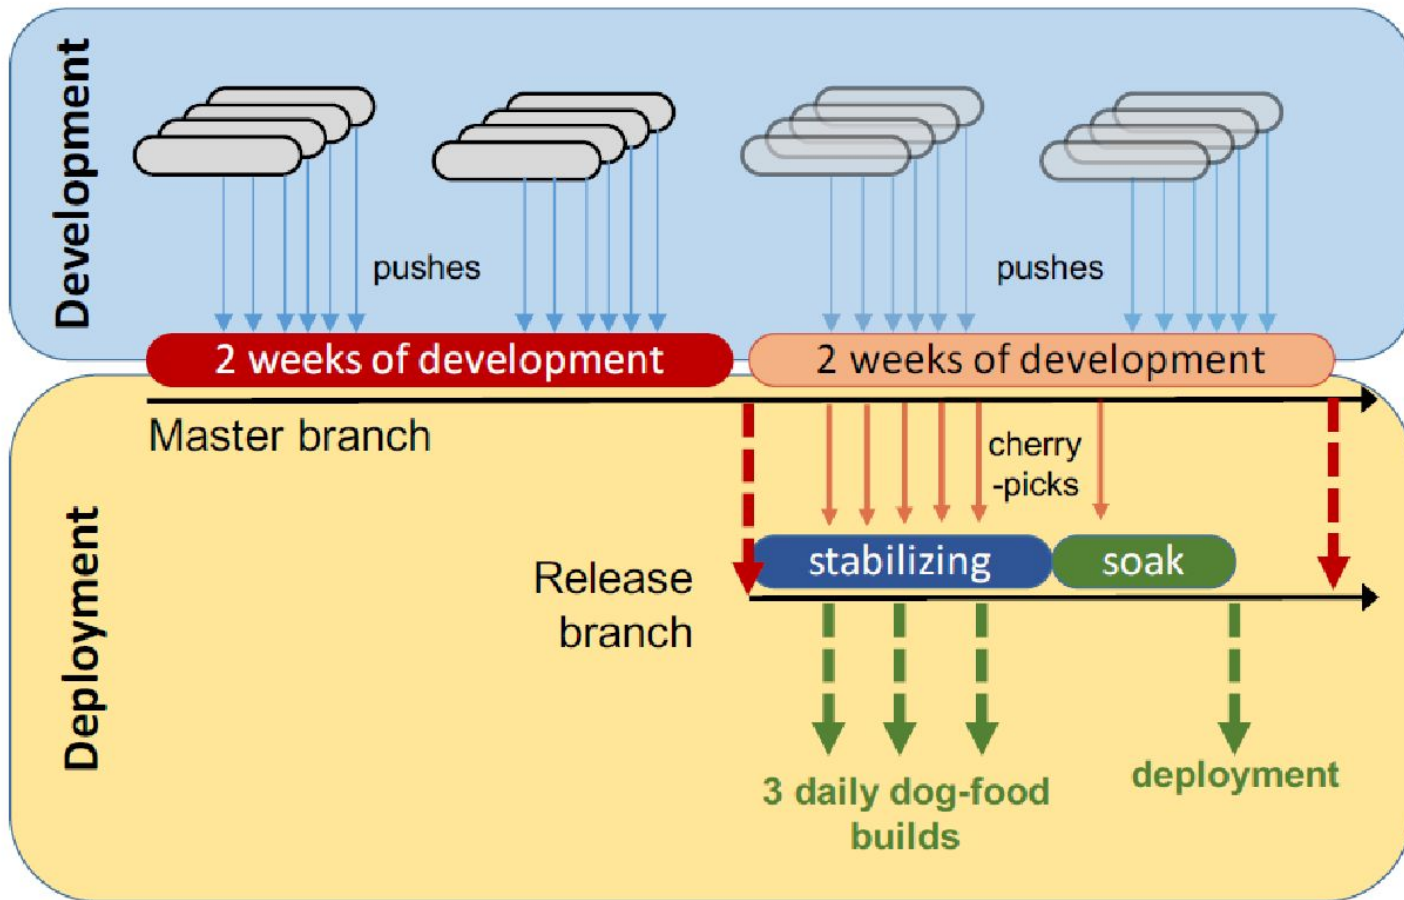 Development
pushes
pushes
2 weeks of development
2 weeks of development
Master branch
cherry
-picks
Deployment
Release
branch
stabilizing
soak
3 daily dog-food
builds
deployment